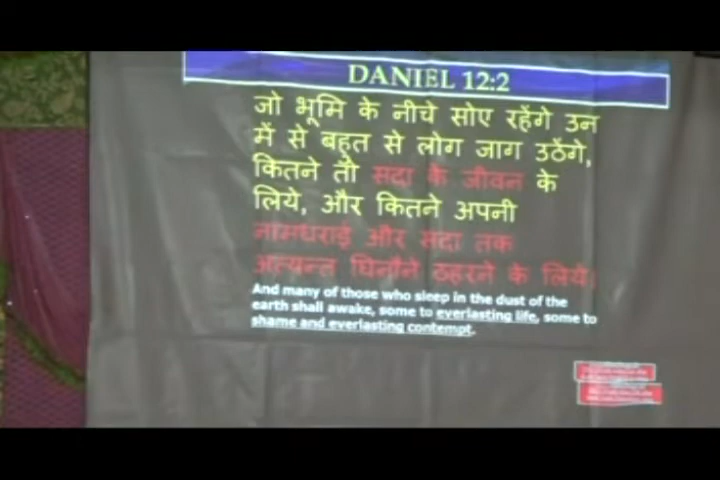 DANIEL 12:2
जो भूमि के नीचे सोए रहेंगे उन
में से बहुत से लोग जाग उठेंगे,
कितने तो सदा के जीवन के
लिये, और कितने अपनी
नामधराई और सदा तक
अत्यन्त घिनौने ठहरने के लिये।
And many of those who sleep in the dust of the
earth shall awake, some to everlasting life, some to
shame and everlasting contempt.